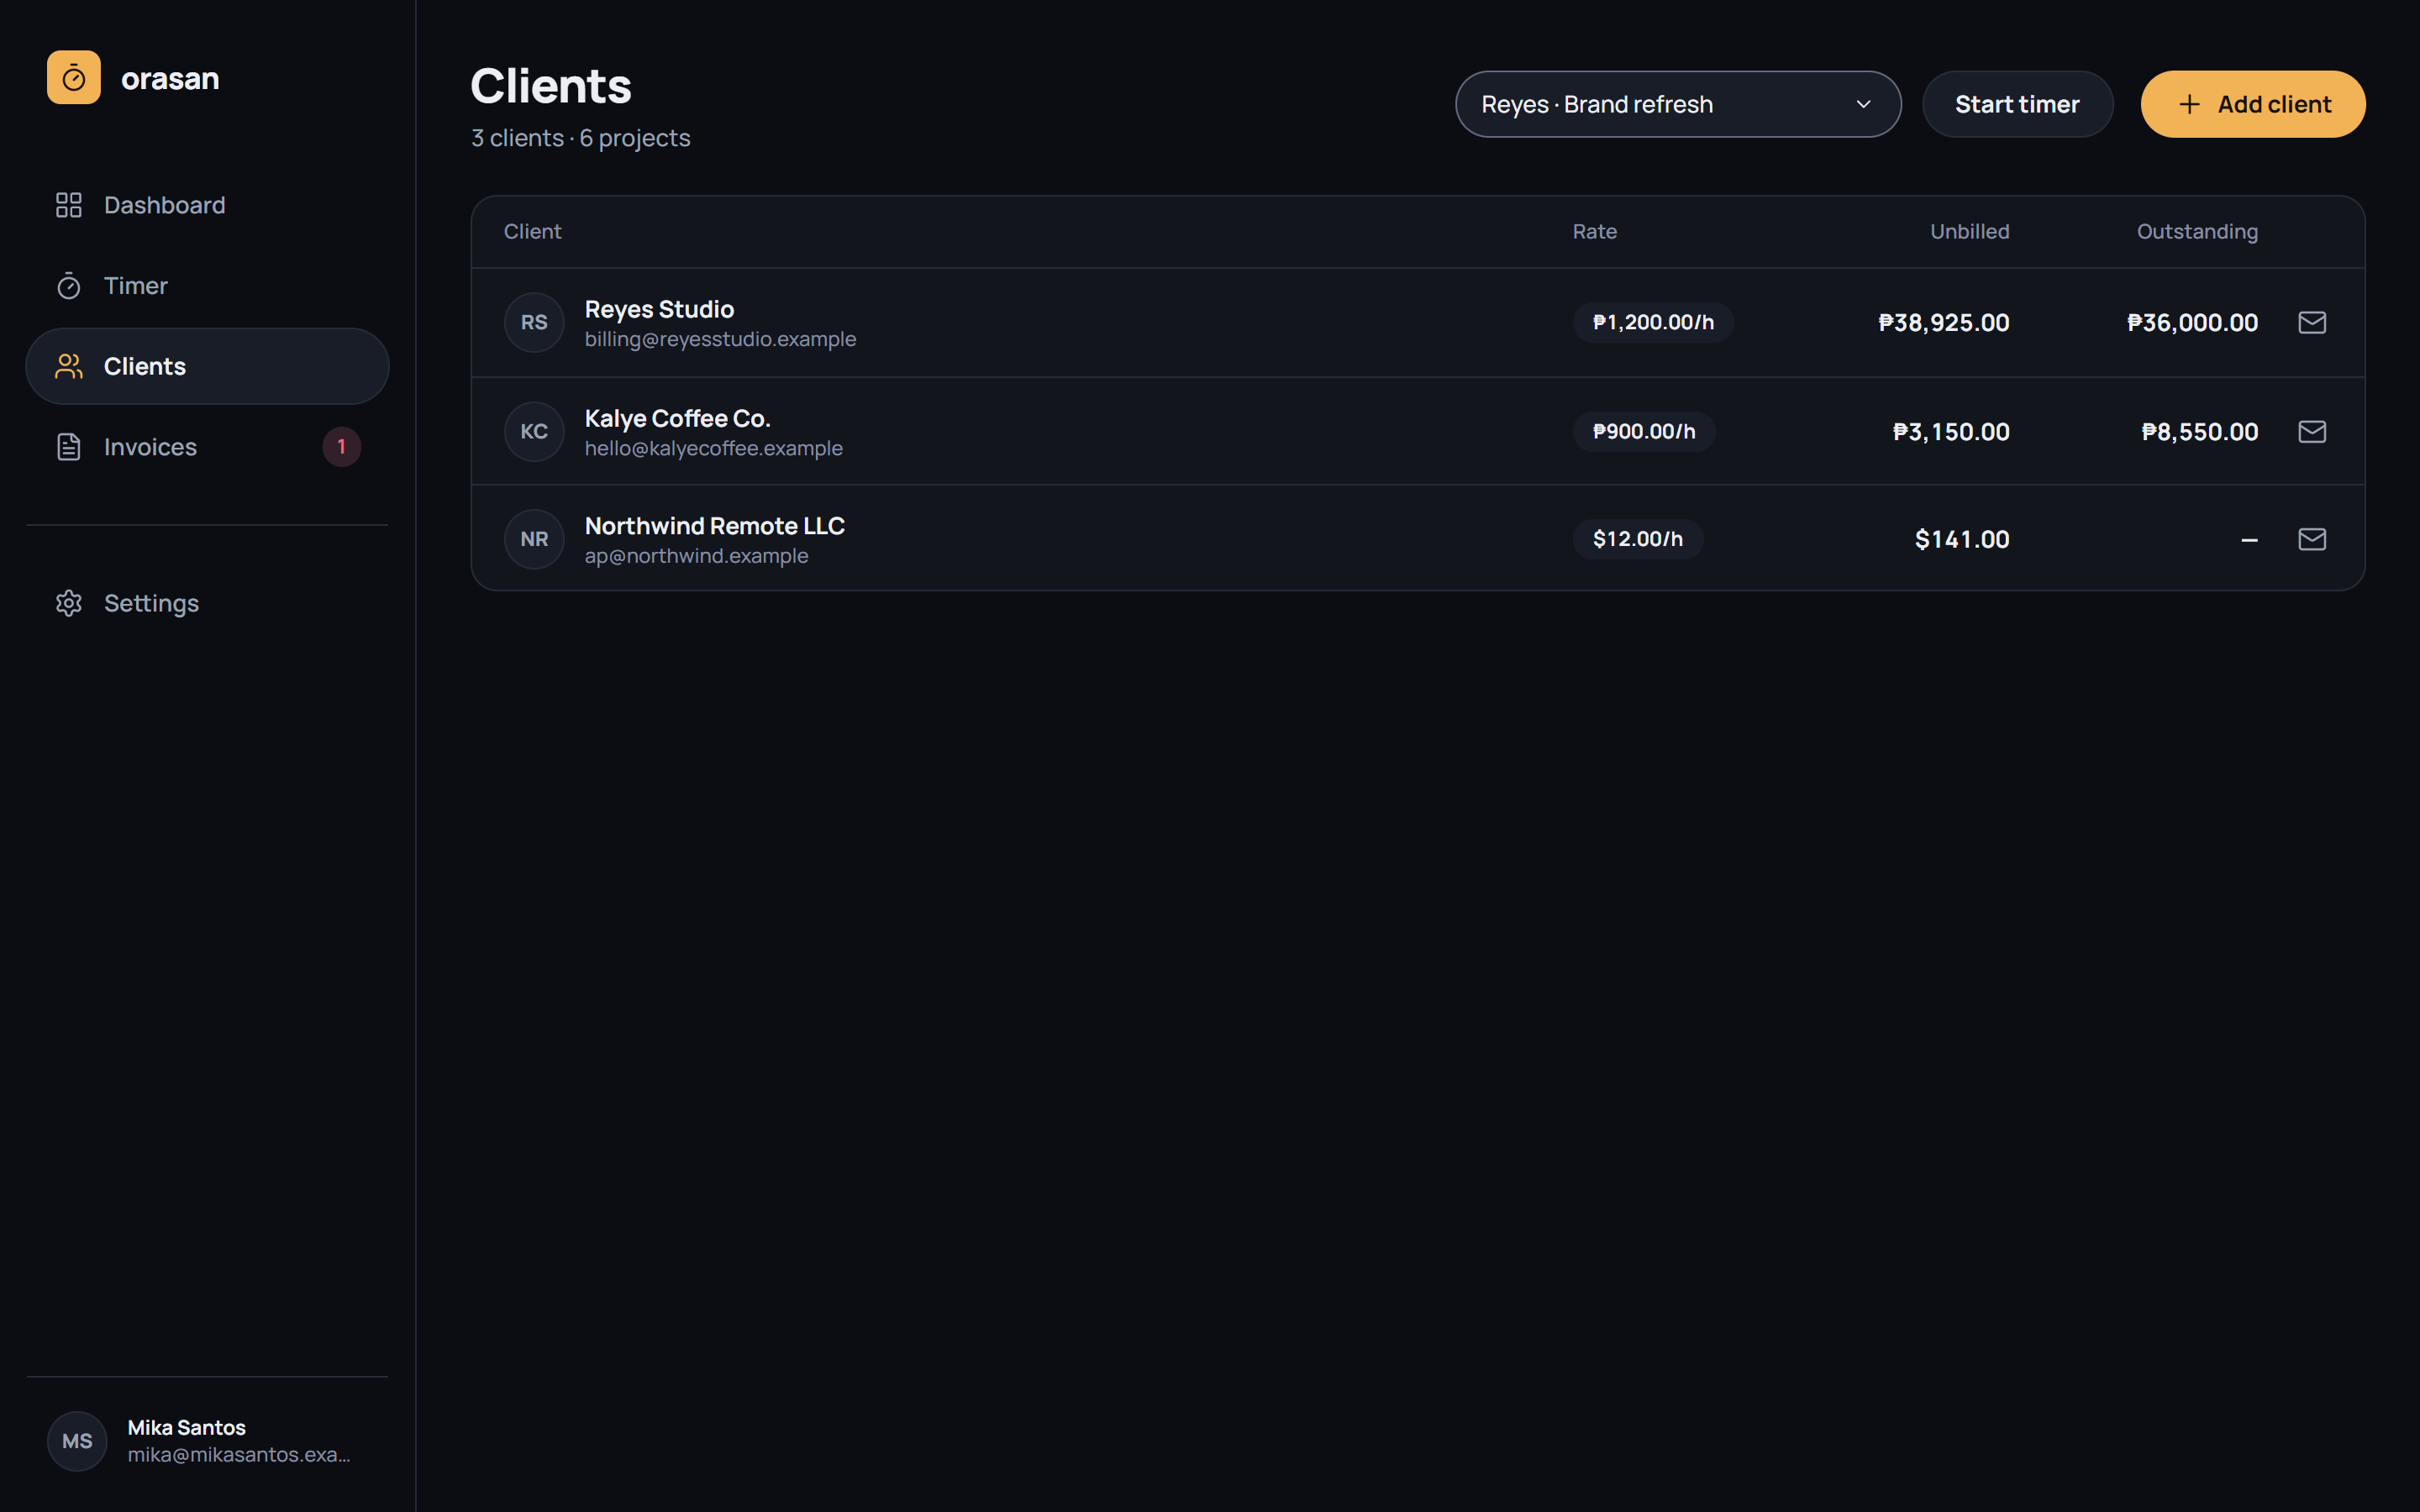 orasan
Dashboard
Timer
Clients
Invoices 1
Settings
MS
Mika Santos
mika@mikasantos.exa...
Clients
3 clients · 6 projects
Reyes · Brand refresh
Start timer
Add client
Client Rate Unbilled Outstanding
RS
Reyes Studio
billing@reyesstudio.example
₱1,200.00/h ₱38,925.00 ₱36,000.00
KC
Kalye Coffee Co.
hello@kalyecoffee.example
₱900.00/h ₱3,150.00 ₱8,550.00
NR
Northwind Remote LLC
ap@northwind.example
$12.00/h $141.00 –